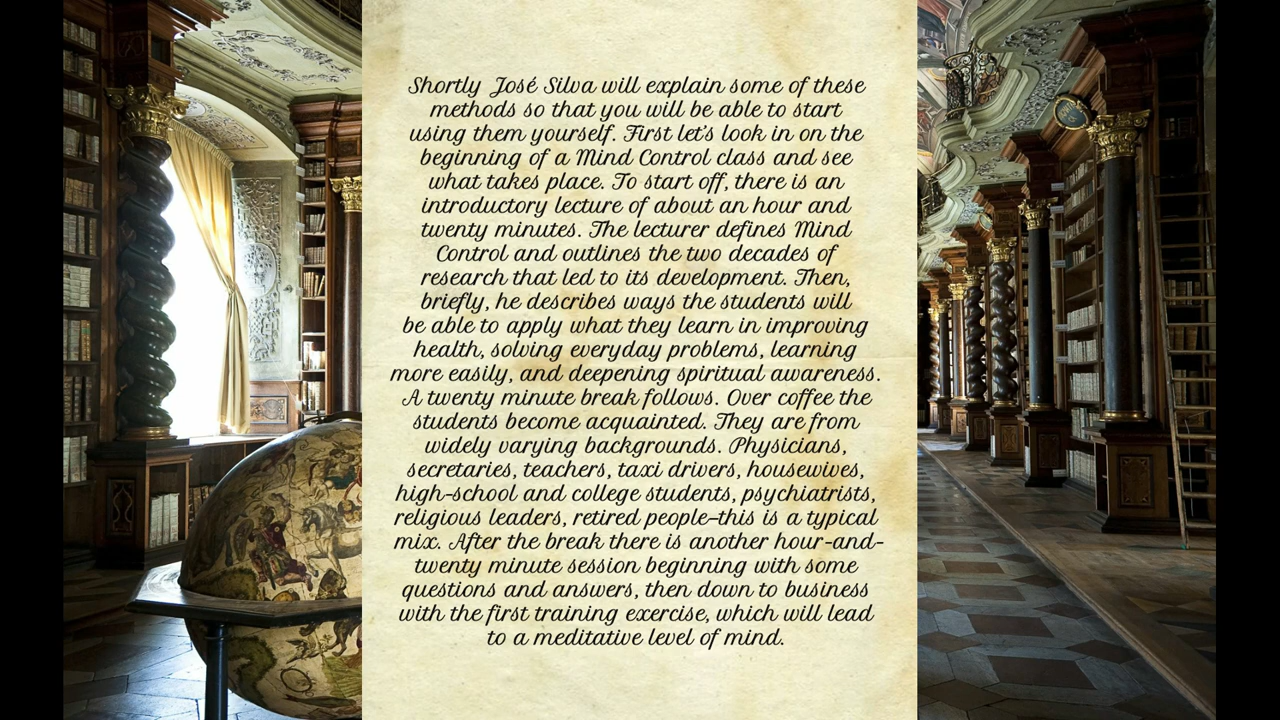 Shortly José Silva will explain some of these
methods so that you will be able to start
using them yourself. First let's look in on the
beginning of a Mind Control class and see
what takes place. To start off, there is an
introductory lecture of about an hour and
twenty minutes. The lecturer defines Mind
Control and outlines the two decades of
research that led to its development. Then,
briefly, he describes ways the students will
be able to apply what they learn in improving
health, solving everyday problems, learning
more easily, and deepening spiritual awareness.
A twenty minute break follows. Over coffee the
students become acquainted. They are from
widely varying backgrounds. Physicians,
secretaries, teachers, taxi drivers, housewives,
high-school and college students, psychiatrists,
religious leaders, retired people–this is a typical
mix. After the break there is another hour-and-
twenty minute session beginning with some
questions and answers, then down to business
with the first training exercise, which will lead
to a meditative level of mind.